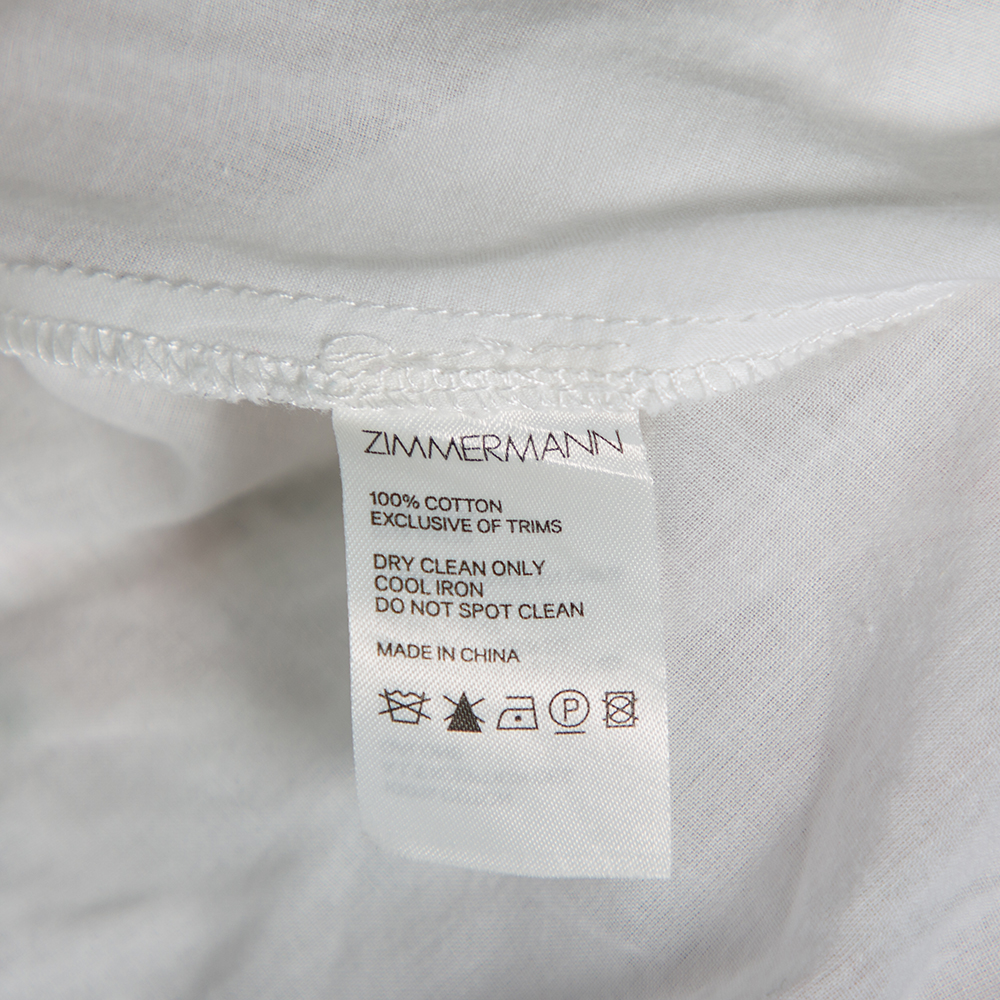 ZIMMERMANN
100% COTTON
EXCLUSIVE OF TRIMS
DRY CLEAN ONLY
COOL IRON
DO NOT SPOT CLEAN
MADE IN CHINA
P